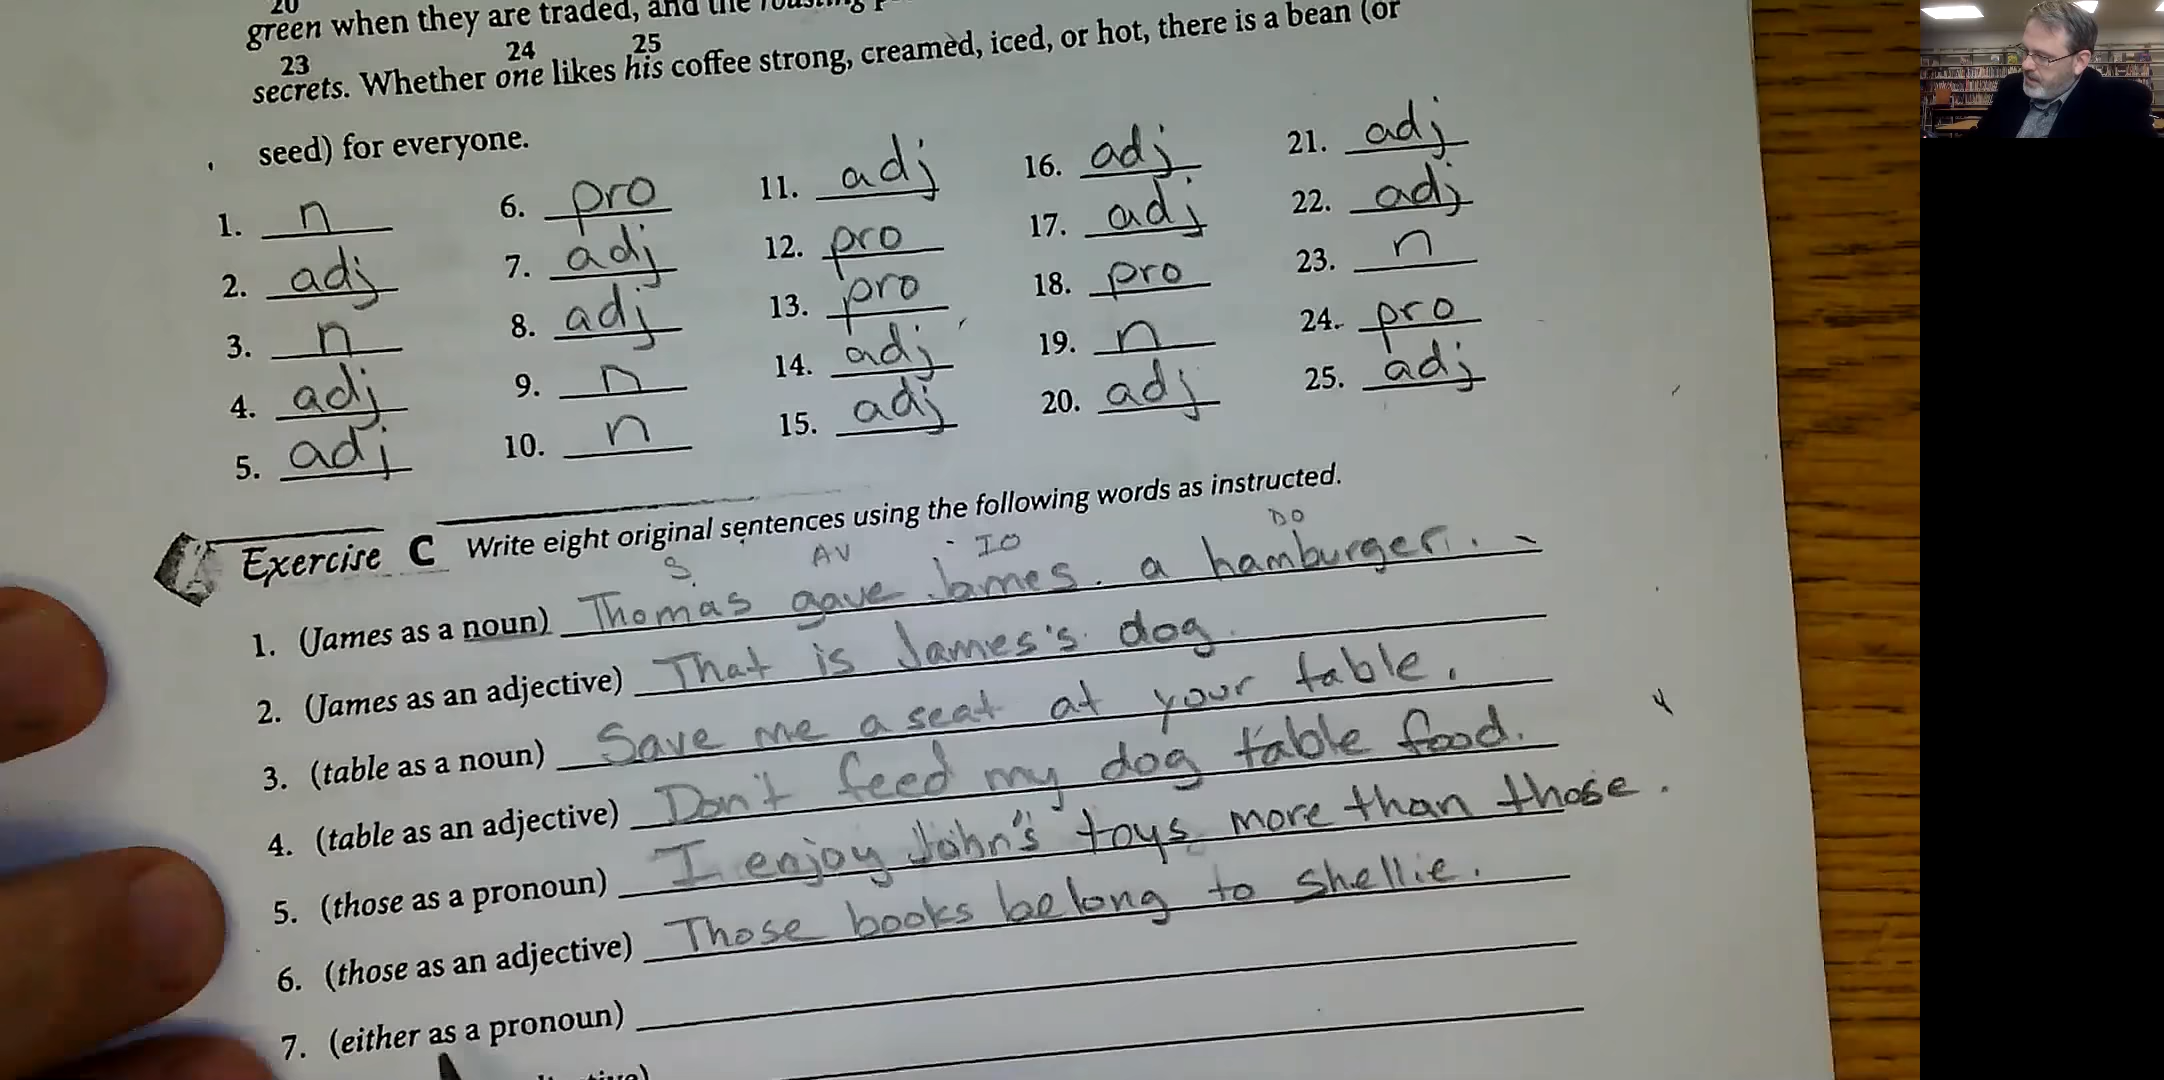 20
green when they are traded, and the roasting
23 24 25
secrets. Whether one likes his coffee strong, creamed, iced, or hot, there is a bean (or
seed) for everyone.
1. n 6. pro 11. adj 16. adj 21. adj
2. adj 7. adj 12. pro 17. adj 22. adj
3. n 8. adj 13. pro 18. pro 23. n
4. adj 9. n 14. adj 19. n 24. pro
5. adj 10. n 15. adj 20. adj 25. adj
Exercise C Write eight original sentences using the following words as instructed.
S AV IO DO
1. (James as a noun) Thomas gave James a hamburger.
2. (James as an adjective) That is James's dog.
3. (table as a noun) Save me a seat at your table.
4. (table as an adjective) Don't feed my dog table food.
5. (those as a pronoun) I enjoy John's toys more than those.
6. (those as an adjective) Those books belong to Shellie.
7. (either as a pronoun)